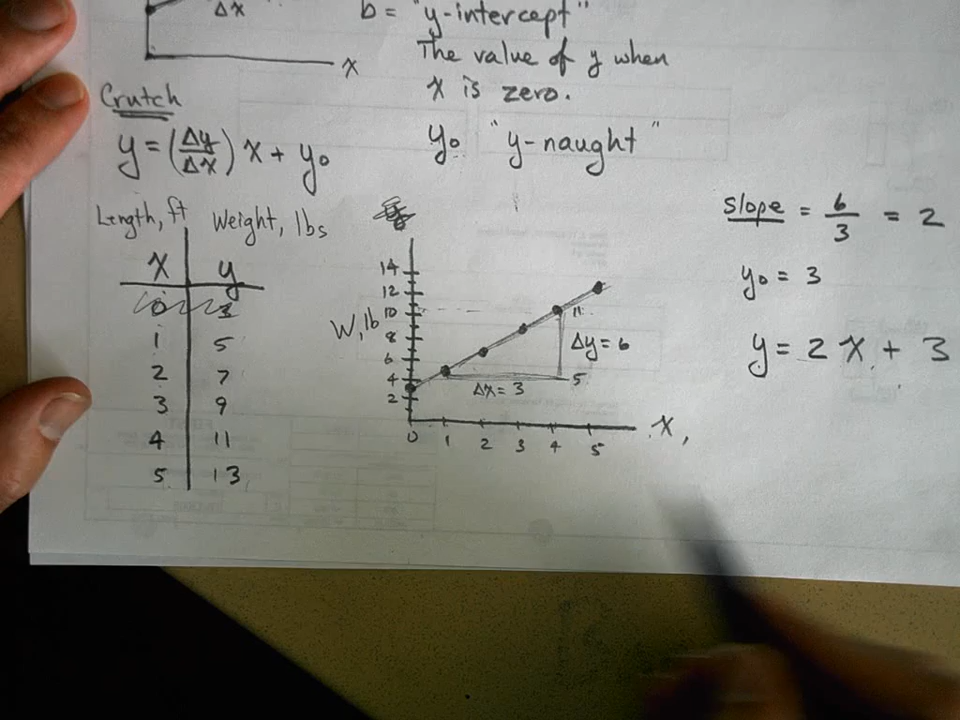 Δx
b = "y-intercept"
The value of y when
x is zero.
x
Crutch
y = (Δy/Δx) x + y₀
y₀ "y-naught"
Length, ft Weight, lbs
x y
0 3
1 5
2 7
3 9
4 11
5 13
W, lb
14
12
10
8
6
4
2
0 1 2 3 4 5
x,
11
Δy = 6
5
Δx = 3
slope = 6/3 = 2
y₀ = 3
y = 2x + 3